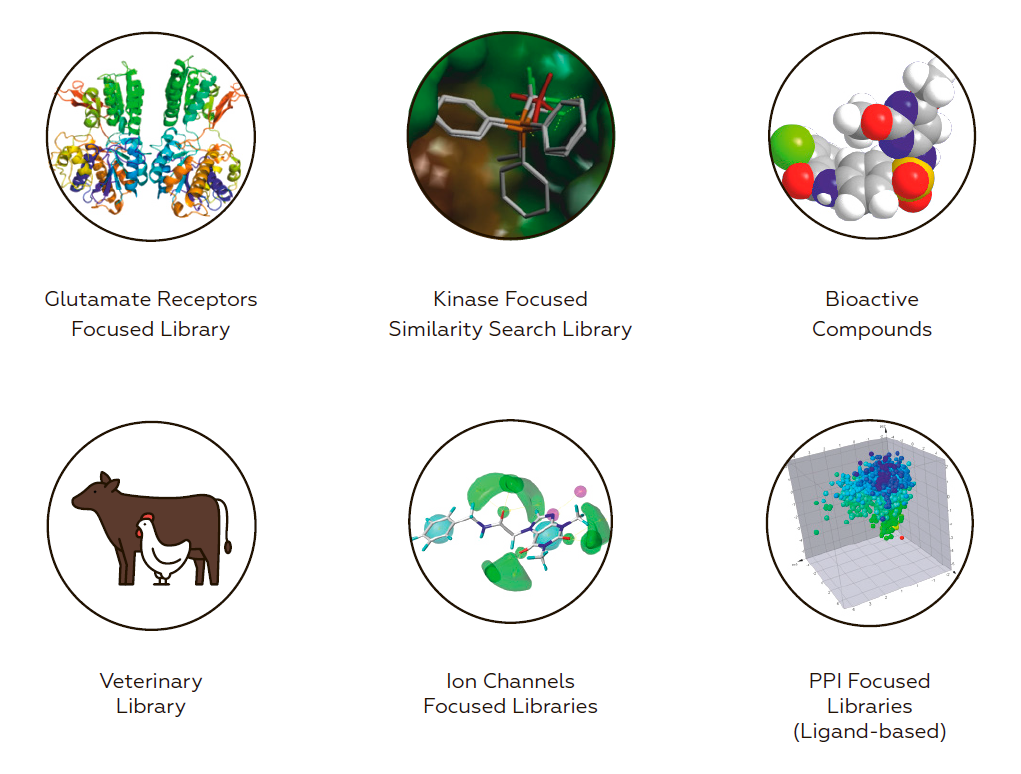 Glutamate Receptors
Focused Library
Kinase Focused
Similarity Search Library
Bioactive
Compounds
Veterinary
Library
Ion Channels
Focused Libraries
PPI Focused
Libraries
(Ligand-based)